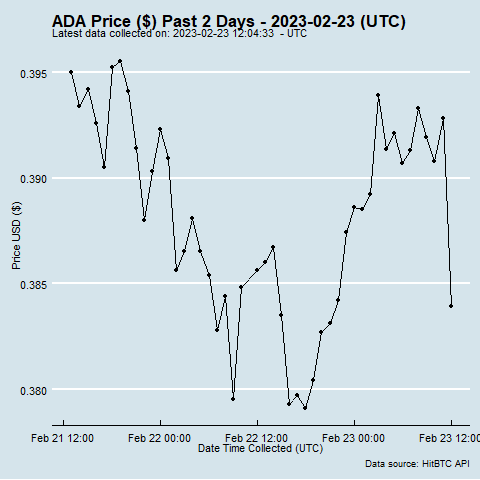 ADA Price ($) Past 2 Days - 2023-02-23 (UTC)
Latest data collected on: 2023-02-23 12:04:33  - UTC
0.395
0.390
0.385
0.380
Price USD ($)
Feb 21 12:00
Feb 22 00:00
Feb 22 12:00
Feb 23 00:00
Feb 23 12:00
Date Time Collected (UTC)
Data source: HitBTC API